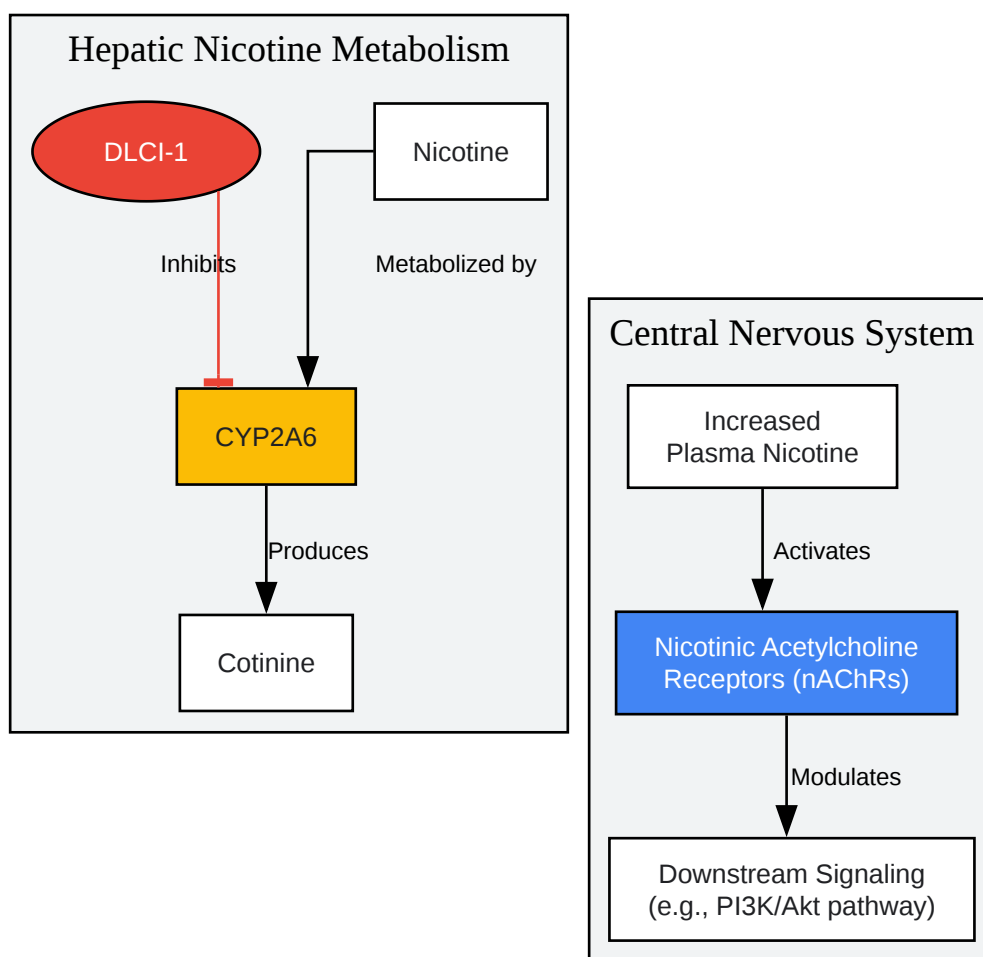 Hepatic Nicotine Metabolism
DLCI-1
Nicotine
Inhibits
Metabolized by
CYP2A6
Produces
Cotinine
Central Nervous System
Increased
Plasma Nicotine
Activates
Nicotinic Acetylcholine
Receptors (nAChRs)
Modulates
Downstream Signaling
(e.g., PI3K/Akt pathway)